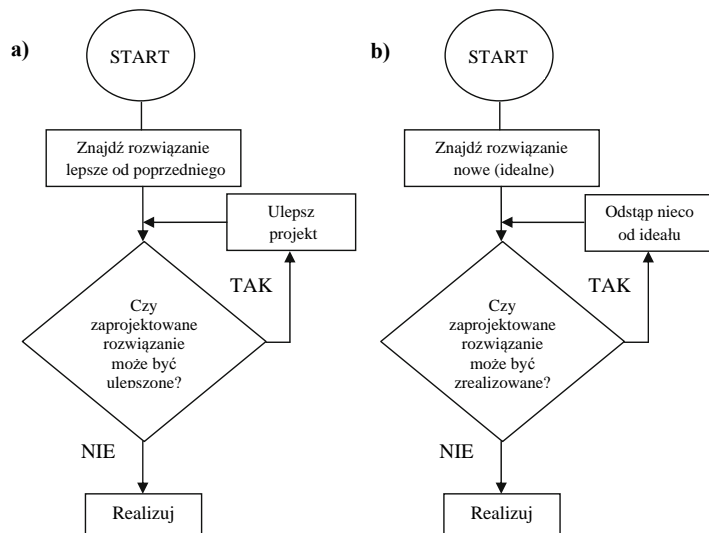 a)
START
Znajdź rozwiązanie
lepsze od poprzedniego
Ulepsz
projekt
TAK
Czy
zaprojektowane
rozwiązanie
może być
ulepszone?
NIE
Realizuj
b)
START
Znajdź rozwiązanie
nowe (idealne)
Odstąp nieco
od ideału
TAK
Czy
zaprojektowane
rozwiązanie
może być
zrealizowane?
NIE
Realizuj